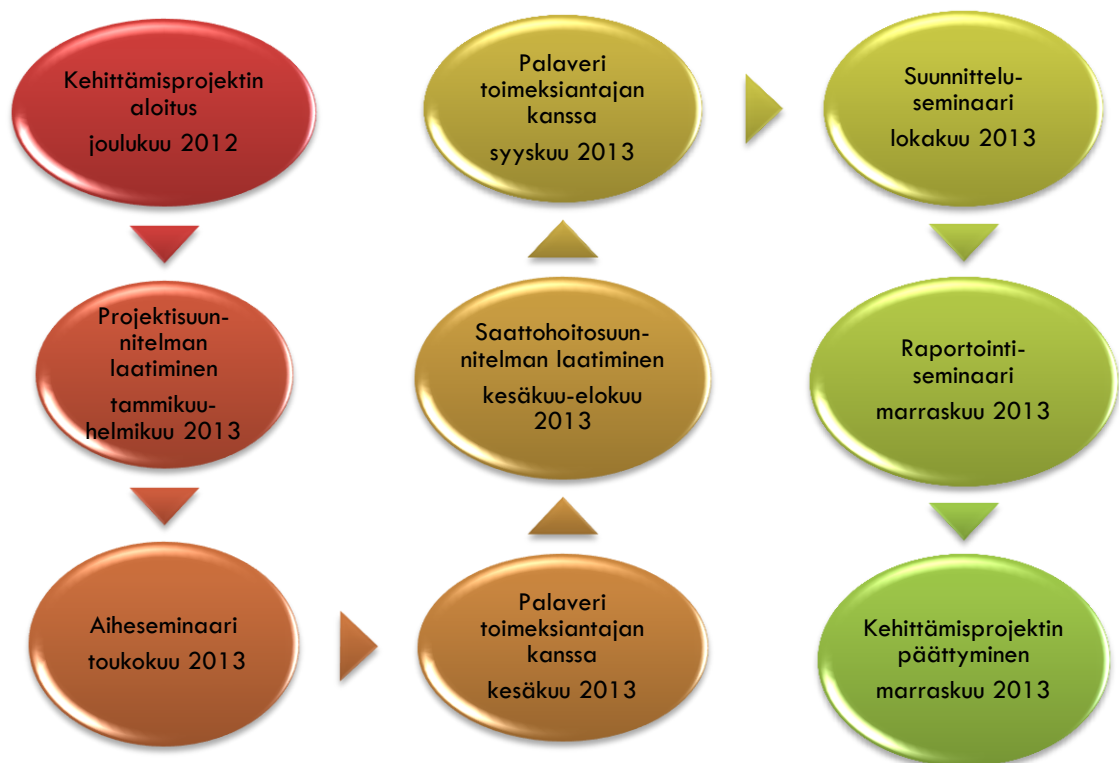 Kehittämisprojektin
aloitus
joulukuu 2012
Projektisuun-
nitelman
laatiminen
tammikuu-
helmikuu 2013
Aiheseminaari
toukokuu 2013
Palaveri
toimeksiantajan
kanssa
kesäkuu 2013
Saattohoitosuun-
nitelman laatiminen
kesäkuu-elokuu
2013
Palaveri
toimeksiantajan
kanssa
syyskuu 2013
Suunnittelu-
seminaari
lokakuu 2013
Raportointi-
seminaari
marraskuu 2013
Kehittämisprojektin
päättyminen
marraskuu 2013